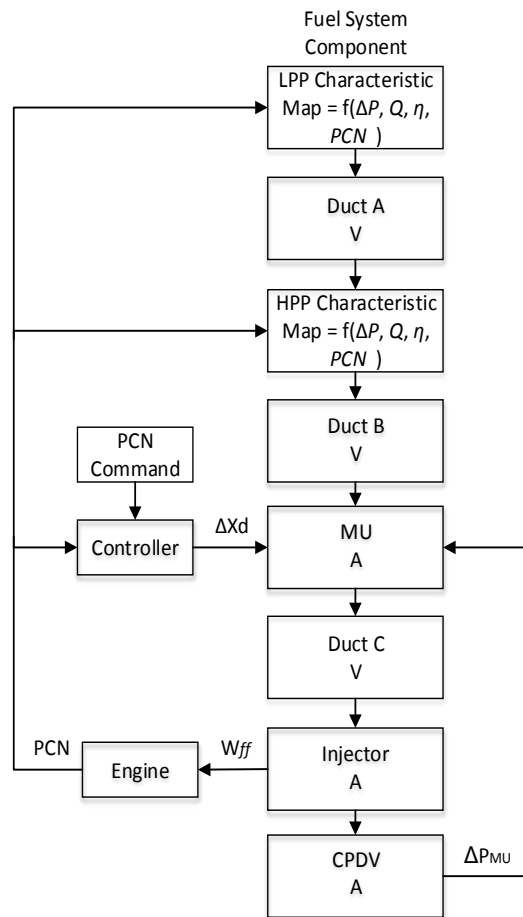 Fuel System
Component
LPP Characteristic
Map = f(ΔP, Q, η,
PCN )
Duct A
V
HPP Characteristic
Map = f(ΔP, Q, η,
PCN )
Duct B
V
PCN
Command
Controller
ΔXd
MU
A
Duct C
V
PCN
Engine
Wff
Injector
A
CPDV
A
ΔPMU